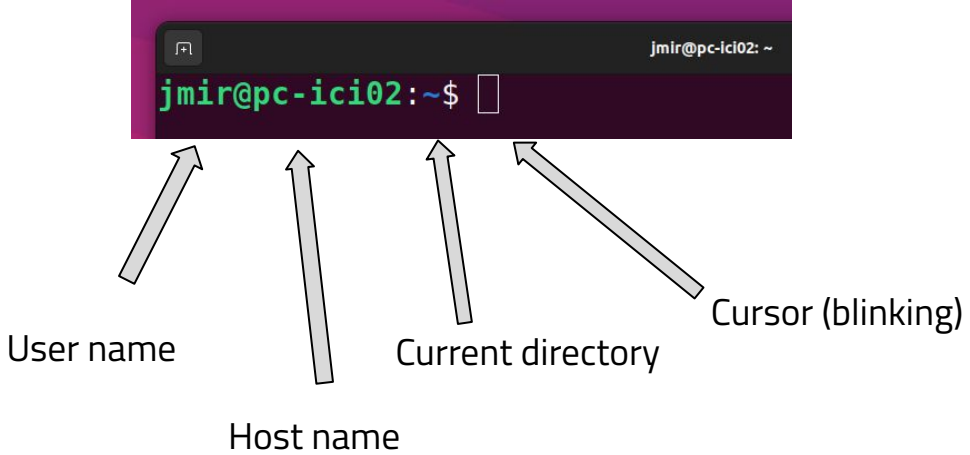 jmir@pc-ici02: ~
jmir@pc-ici02:~$
Cursor (blinking)
User name
Current directory
Host name